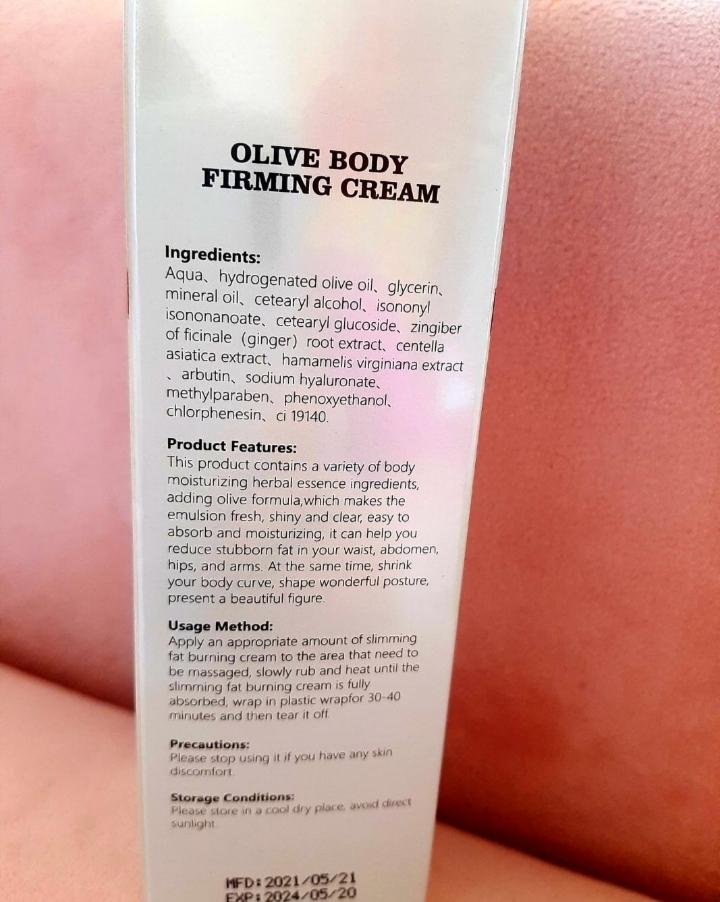 OLIVE BODY
FIRMING CREAM
Ingredients:
Aqua、hydrogenated olive oil、glycerin、
mineral oil、cetearyl alcohol、isononyl
isononanoate、cetearyl glucoside、zingiber
of ficinale (ginger) root extract、centella
asiatica extract、hamamelis virginiana extract
、arbutin、sodium hyaluronate、
methylparaben、phenoxyethanol、
chlorphenesin、ci 19140.
Product Features:
This product contains a variety of body
moisturizing herbal essence ingredients,
adding olive formula,which makes the
emulsion fresh, shiny and clear, easy to
absorb and moisturizing, it can help you
reduce stubborn fat in your waist, abdomen,
hips, and arms. At the same time, shrink
your body curve, shape wonderful posture,
present a beautiful figure.
Usage Method:
Apply an appropriate amount of slimming
fat burning cream to the area that need to
be massaged, slowly rub and heat until the
slimming fat burning cream is fully
absorbed, wrap in plastic wrapfor 30-40
minutes and then tear it off.
Precautions:
Please stop using it if you have any skin
discomfort.
Storage Conditions:
Please store in a cool dry place, avoid direct
sunlight.
MFD:2021/05/21
EXP:2024/05/20